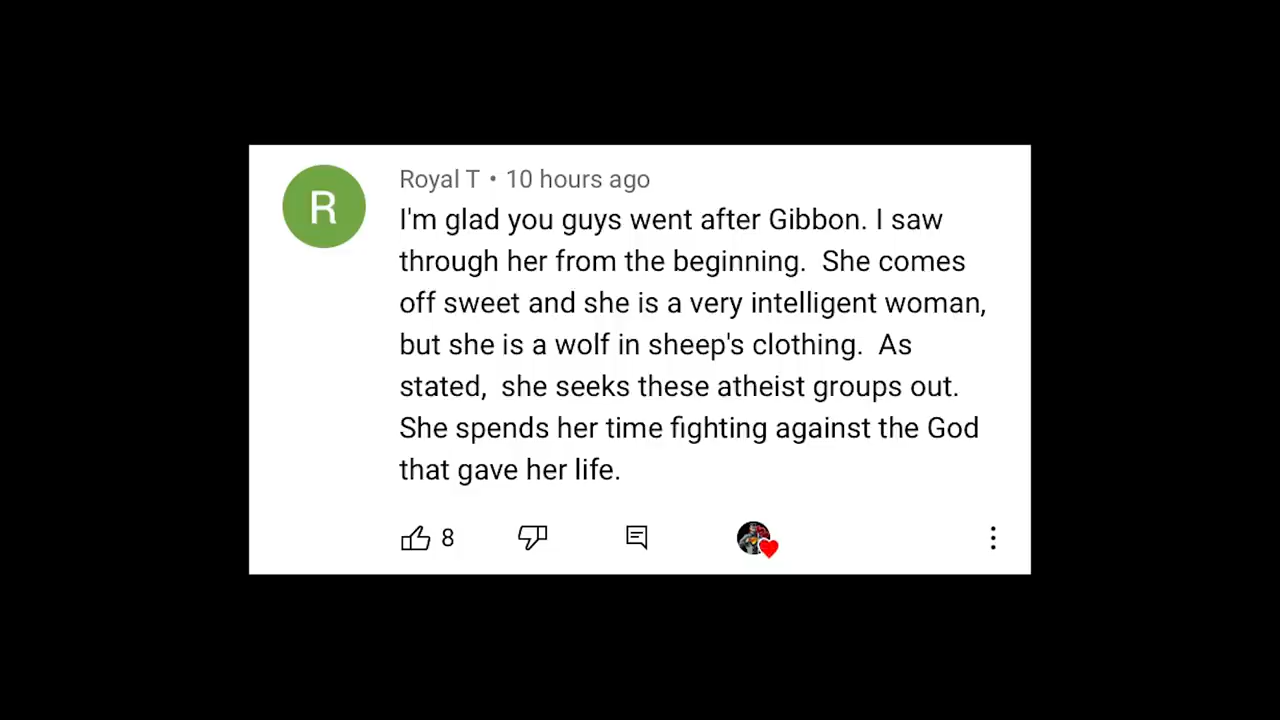 R
Royal T • 10 hours ago
I'm glad you guys went after Gibbon. I saw
through her from the beginning.  She comes
off sweet and she is a very intelligent woman,
but she is a wolf in sheep's clothing.  As
stated,  she seeks these atheist groups out.
She spends her time fighting against the God
that gave her life.
8